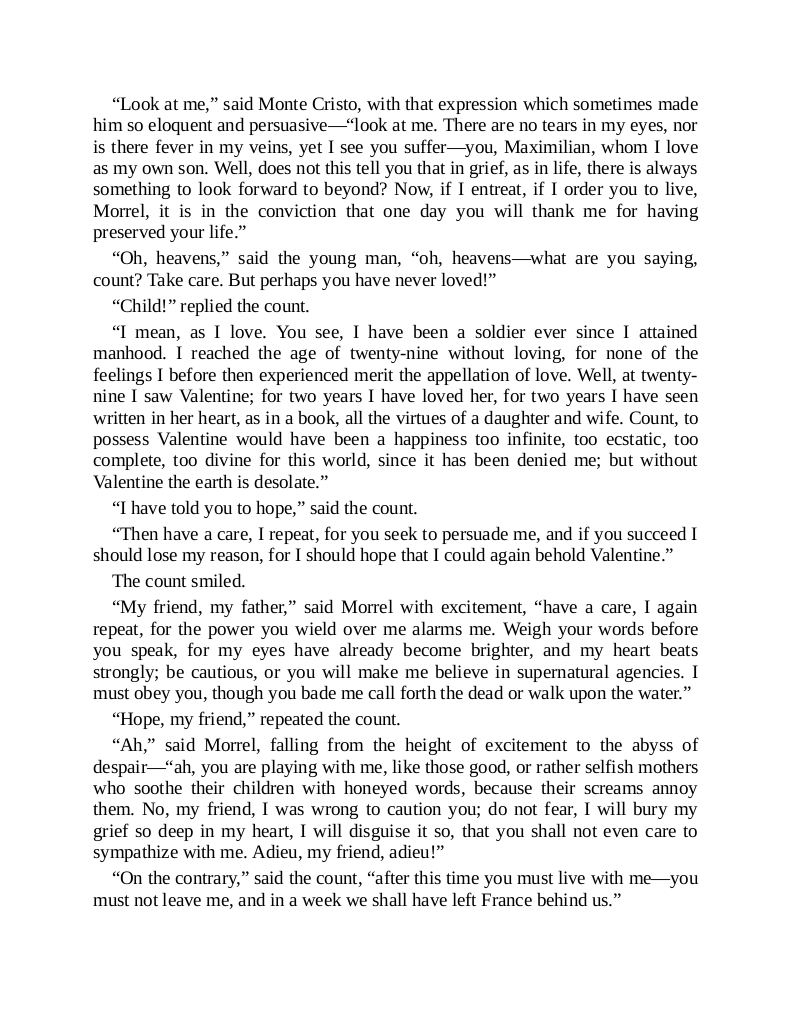 “Look at me,” said Monte Cristo, with that expression which sometimes made
him so eloquent and persuasive—“look at me. There are no tears in my eyes, nor
is there fever in my veins, yet I see you suffer—you, Maximilian, whom I love
as my own son. Well, does not this tell you that in grief, as in life, there is always
something to look forward to beyond? Now, if I entreat, if I order you to live,
Morrel, it is in the conviction that one day you will thank me for having
preserved your life.”
“Oh, heavens,” said the young man, “oh, heavens—what are you saying,
count? Take care. But perhaps you have never loved!”
“Child!” replied the count.
“I mean, as I love. You see, I have been a soldier ever since I attained
manhood. I reached the age of twenty-nine without loving, for none of the
feelings I before then experienced merit the appellation of love. Well, at twenty-
nine I saw Valentine; for two years I have loved her, for two years I have seen
written in her heart, as in a book, all the virtues of a daughter and wife. Count, to
possess Valentine would have been a happiness too infinite, too ecstatic, too
complete, too divine for this world, since it has been denied me; but without
Valentine the earth is desolate.”
“I have told you to hope,” said the count.
“Then have a care, I repeat, for you seek to persuade me, and if you succeed I
should lose my reason, for I should hope that I could again behold Valentine.”
The count smiled.
“My friend, my father,” said Morrel with excitement, “have a care, I again
repeat, for the power you wield over me alarms me. Weigh your words before
you speak, for my eyes have already become brighter, and my heart beats
strongly; be cautious, or you will make me believe in supernatural agencies. I
must obey you, though you bade me call forth the dead or walk upon the water.”
“Hope, my friend,” repeated the count.
“Ah,” said Morrel, falling from the height of excitement to the abyss of
despair—“ah, you are playing with me, like those good, or rather selfish mothers
who soothe their children with honeyed words, because their screams annoy
them. No, my friend, I was wrong to caution you; do not fear, I will bury my
grief so deep in my heart, I will disguise it so, that you shall not even care to
sympathize with me. Adieu, my friend, adieu!”
“On the contrary,” said the count, “after this time you must live with me—you
must not leave me, and in a week we shall have left France behind us.”